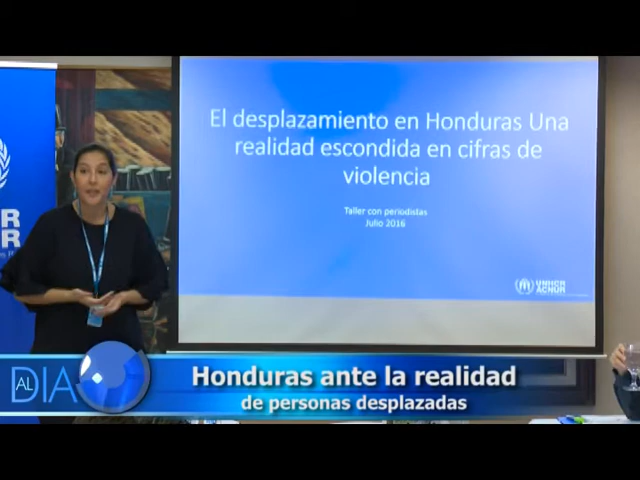 El desplazamiento en Honduras Una
realidad escondida en cifras de
violencia
Taller con periodistas
Julio 2016
UNHCR
ACNUR
AL
DIA
Honduras ante la realidad
de personas desplazadas